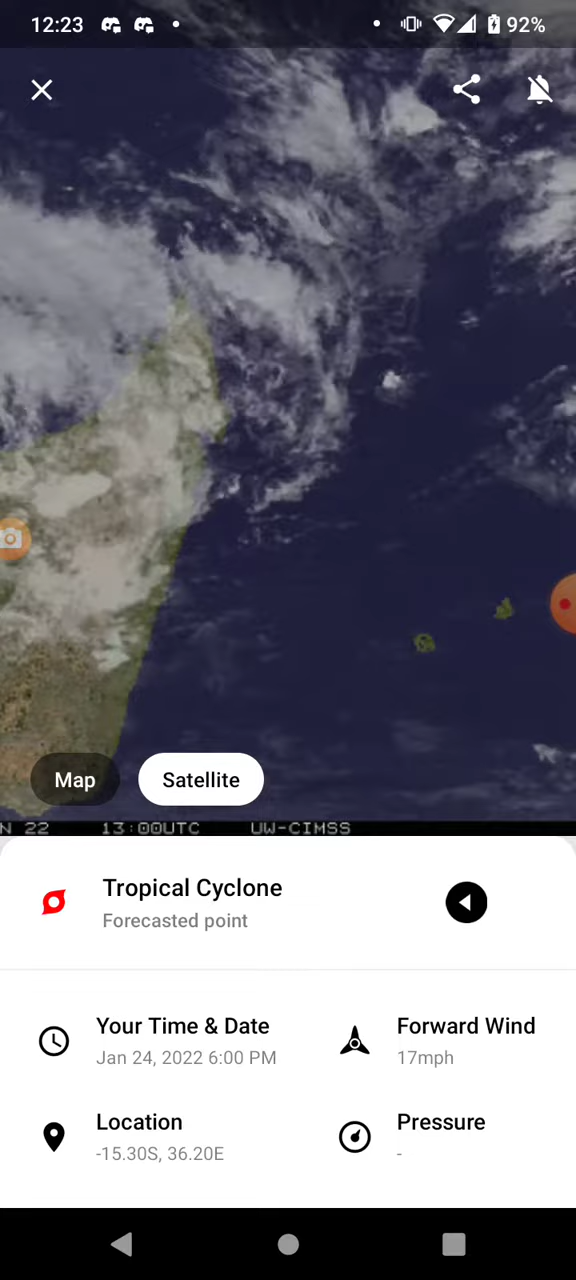 12:23
92%
N 22 13:00UTC UW-CIMSS
Map
Satellite
Tropical Cyclone
Forecasted point
Your Time & Date
Jan 24, 2022 6:00 PM
Forward Wind
17mph
Location
-15.30S, 36.20E
Pressure
-